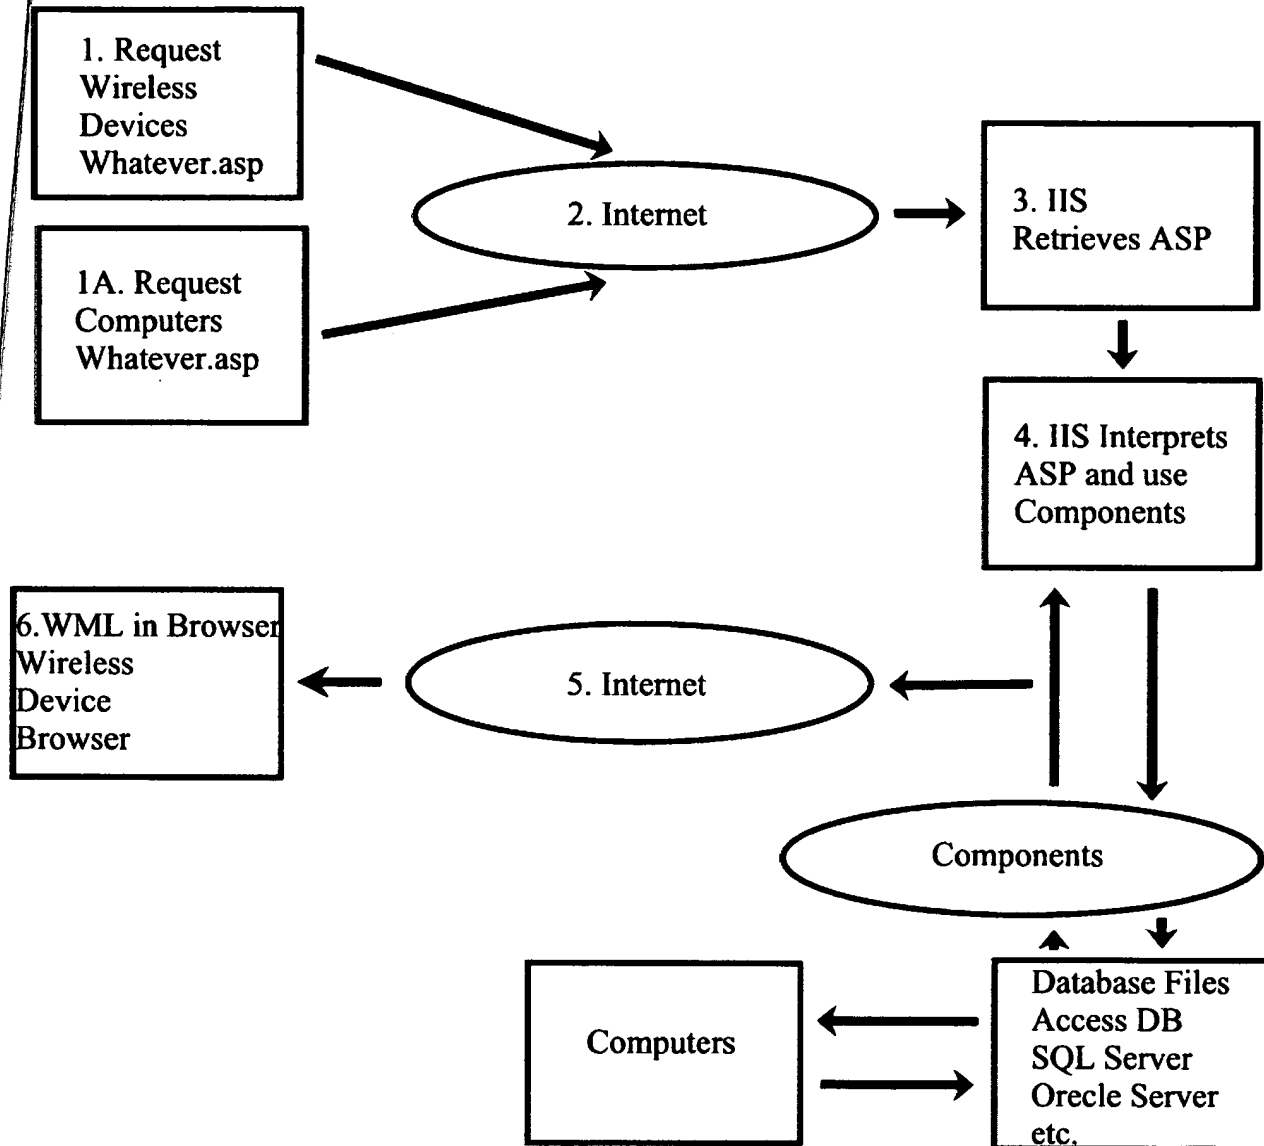 1. Request
Wireless
Devices
Whatever.asp
1A. Request
Computers
Whatever.asp
2. Internet
3. IIS
Retrieves ASP
4. IIS Interprets
ASP and use
Components
6.WML in Browser
Wireless
Device
Browser
5. Internet
Components
Computers
Database Files
Access DB
SQL Server
Orecle Server
etc.